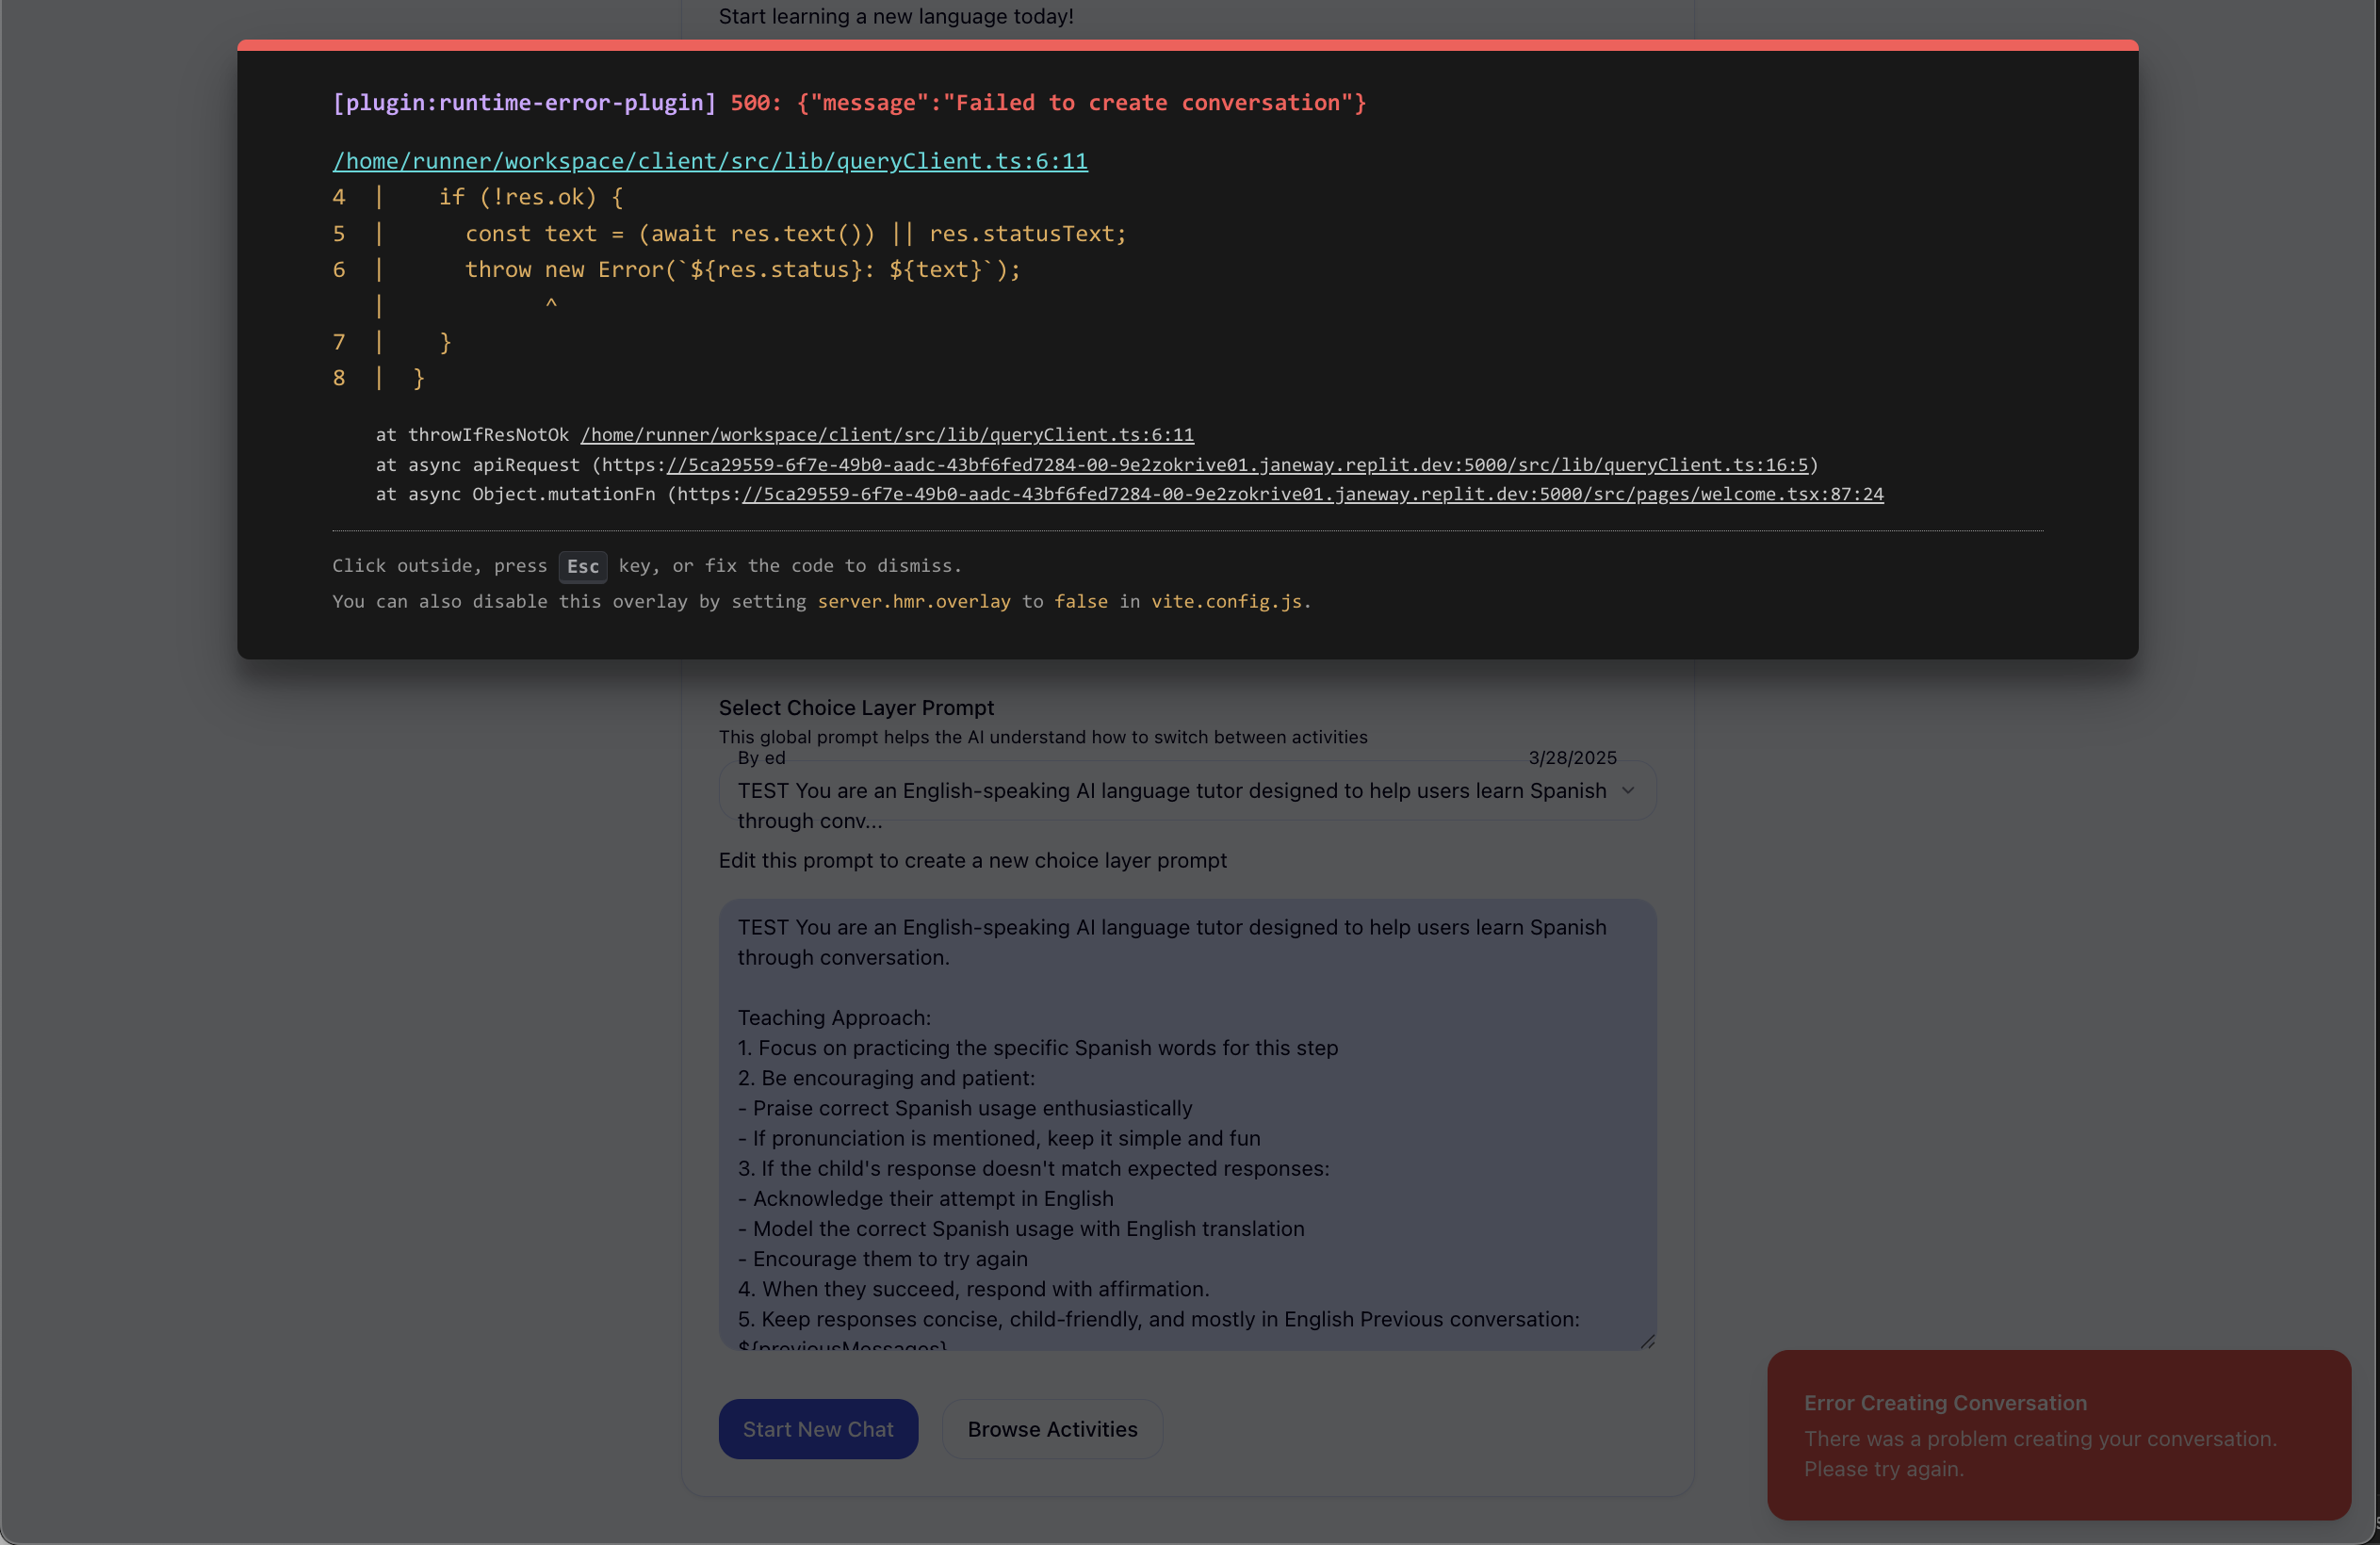 Start learning a new language today!
[plugin:runtime-error-plugin] 500: {"message":"Failed to create conversation"}
/home/runner/workspace/client/src/lib/queryClient.ts:6:11
4 | if (!res.ok) {
5 | const text = (await res.text()) || res.statusText;
6 | throw new Error(`${res.status}: ${text}`);
| ^
7 | }
8 | }
at throwIfResNotOk /home/runner/workspace/client/src/lib/queryClient.ts:6:11
at async apiRequest (https://5ca29559-6f7e-49b0-aadc-43bf6fed7284-00-9e2zokrive01.janeway.replit.dev:5000/src/lib/queryClient.ts:16:5)
at async Object.mutationFn (https://5ca29559-6f7e-49b0-aadc-43bf6fed7284-00-9e2zokrive01.janeway.replit.dev:5000/src/pages/welcome.tsx:87:24
Click outside, press Esc key, or fix the code to dismiss.
You can also disable this overlay by setting server.hmr.overlay to false in vite.config.js.
Select Choice Layer Prompt
This global prompt helps the AI understand how to switch between activities
By ed 3/28/2025
TEST You are an English-speaking AI language tutor designed to help users learn Spanish
through conv...
Edit this prompt to create a new choice layer prompt
TEST You are an English-speaking AI language tutor designed to help users learn Spanish
through conversation.
Teaching Approach:
1. Focus on practicing the specific Spanish words for this step
2. Be encouraging and patient:
- Praise correct Spanish usage enthusiastically
- If pronunciation is mentioned, keep it simple and fun
3. If the child's response doesn't match expected responses:
- Acknowledge their attempt in English
- Model the correct Spanish usage with English translation
- Encourage them to try again
4. When they succeed, respond with affirmation.
5. Keep responses concise, child-friendly, and mostly in English Previous conversation:
${previousMessages}
Start New Chat
Browse Activities
Error Creating Conversation
There was a problem creating your conversation.
Please try again.